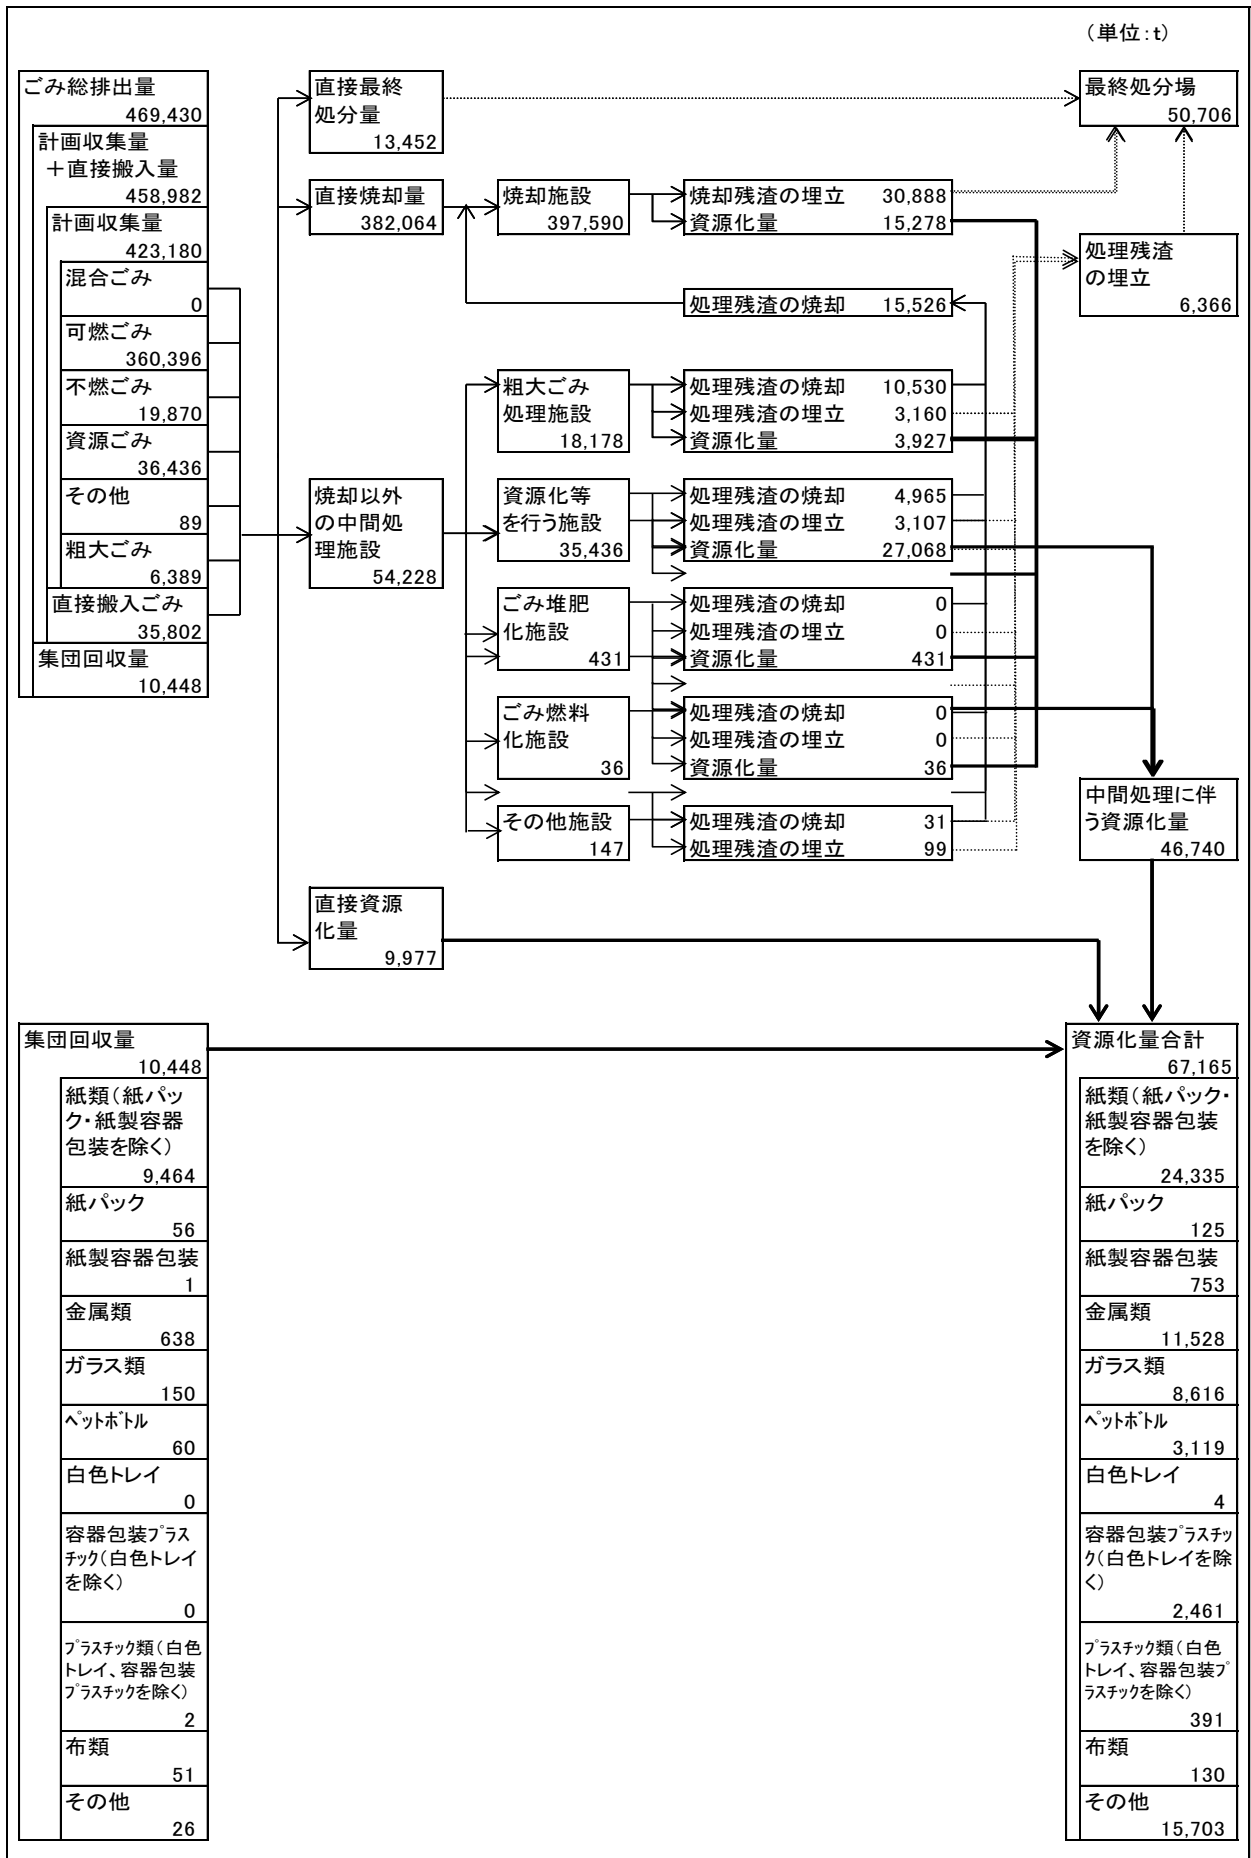 （単位：t）
ごみ総排出量
469,430
計画収集量
＋直接搬入量
458,982
計画収集量
423,180
混合ごみ
0
可燃ごみ
360,396
不燃ごみ
19,870
資源ごみ
36,436
その他
89
粗大ごみ
6,389
直接搬入ごみ
35,802
集団回収量
10,448
直接最終
処分量
13,452
直接焼却量
382,064
焼却以外
の中間処
理施設
54,228
直接資源
化量
9,977
焼却施設
397,590
粗大ごみ
処理施設
18,178
資源化等
を行う施設
35,436
ごみ堆肥
化施設
431
ごみ燃料
化施設
36
その他施設
147
焼却残渣の埋立 30,888
資源化量 15,278
処理残渣の焼却 15,526
処理残渣の焼却 10,530
処理残渣の埋立 3,160
資源化量 3,927
処理残渣の焼却 4,965
処理残渣の埋立 3,107
資源化量 27,068
処理残渣の焼却 0
処理残渣の埋立 0
資源化量 431
処理残渣の焼却 0
処理残渣の埋立 0
資源化量 36
処理残渣の焼却 31
処理残渣の埋立 99
最終処分場
50,706
処理残渣
の埋立
6,366
中間処理に伴
う資源化量
46,740
集団回収量
10,448
紙類（紙パッ
ク・紙製容器
包装を除く）
9,464
紙パック
56
紙製容器包装
1
金属類
638
ガラス類
150
ﾍﾟｯﾄﾎﾞﾄﾙ
60
白色トレイ
0
容器包装ﾌﾟﾗｽ
ﾁｯｸ（白色トレイ
を除く）
0
ﾌﾟﾗｽﾁｯｸ類（白色
トレイ、容器包装
ﾌﾟﾗｽﾁｯｸを除く）
2
布類
51
その他
26
資源化量合計
67,165
紙類（紙パック・
紙製容器包装
を除く）
24,335
紙パック
125
紙製容器包装
753
金属類
11,528
ガラス類
8,616
ﾍﾟｯﾄﾎﾞﾄﾙ
3,119
白色トレイ
4
容器包装ﾌﾟﾗｽﾁｯ
ｸ（白色トレイを除
く）
2,461
ﾌﾟﾗｽﾁｯｸ類（白色
トレイ、容器包装ﾌﾟ
ﾗｽﾁｯｸを除く）
391
布類
130
その他
15,703